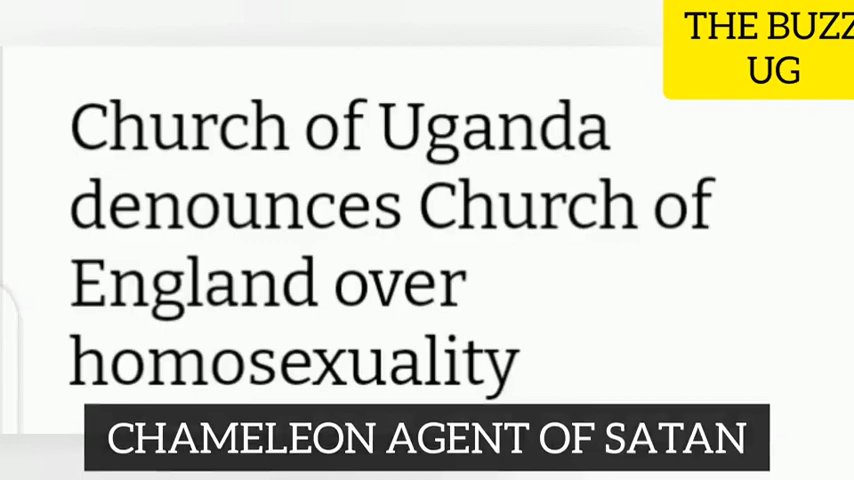 THE BUZZ
UG
Church of Uganda
denounces Church of
England over
homosexuality
CHAMELEON AGENT OF SATAN